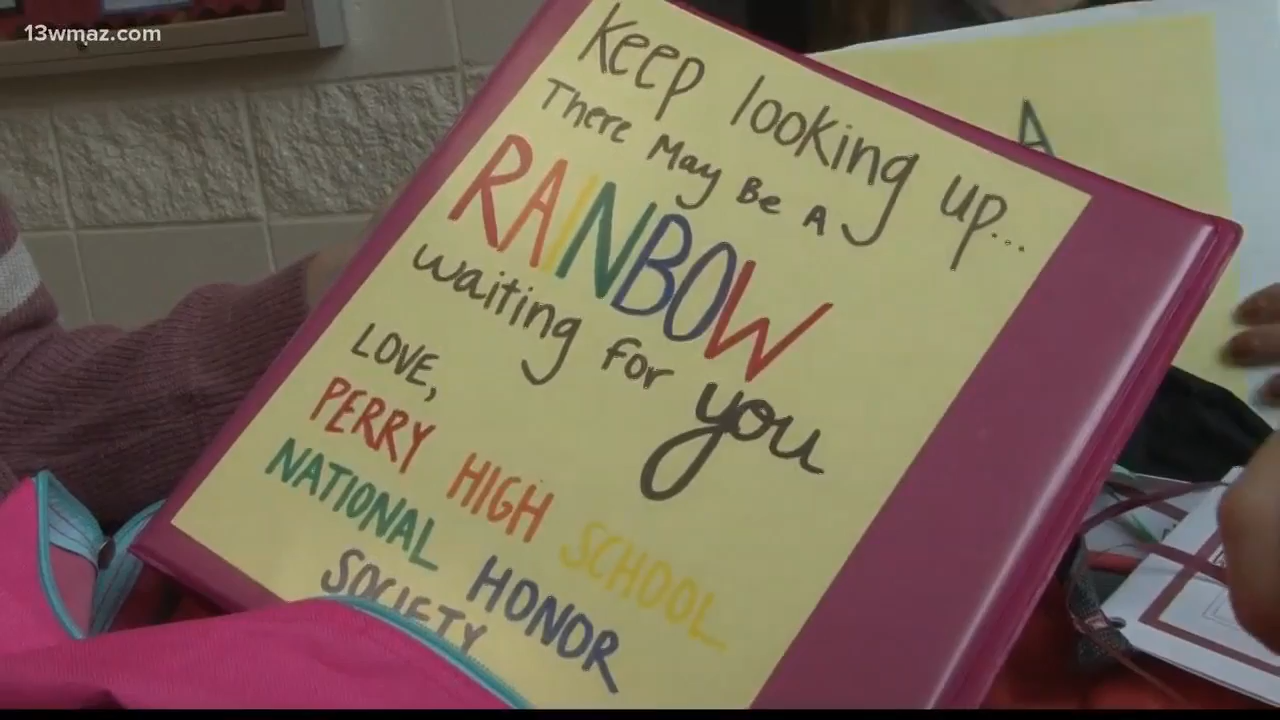 13wmaz.com
Keep looking up...
There May Be A
RAINBOW
waiting for you
LOVE,
PERRY HIGH SCHOOL
NATIONAL HONOR
SOCIETY
A